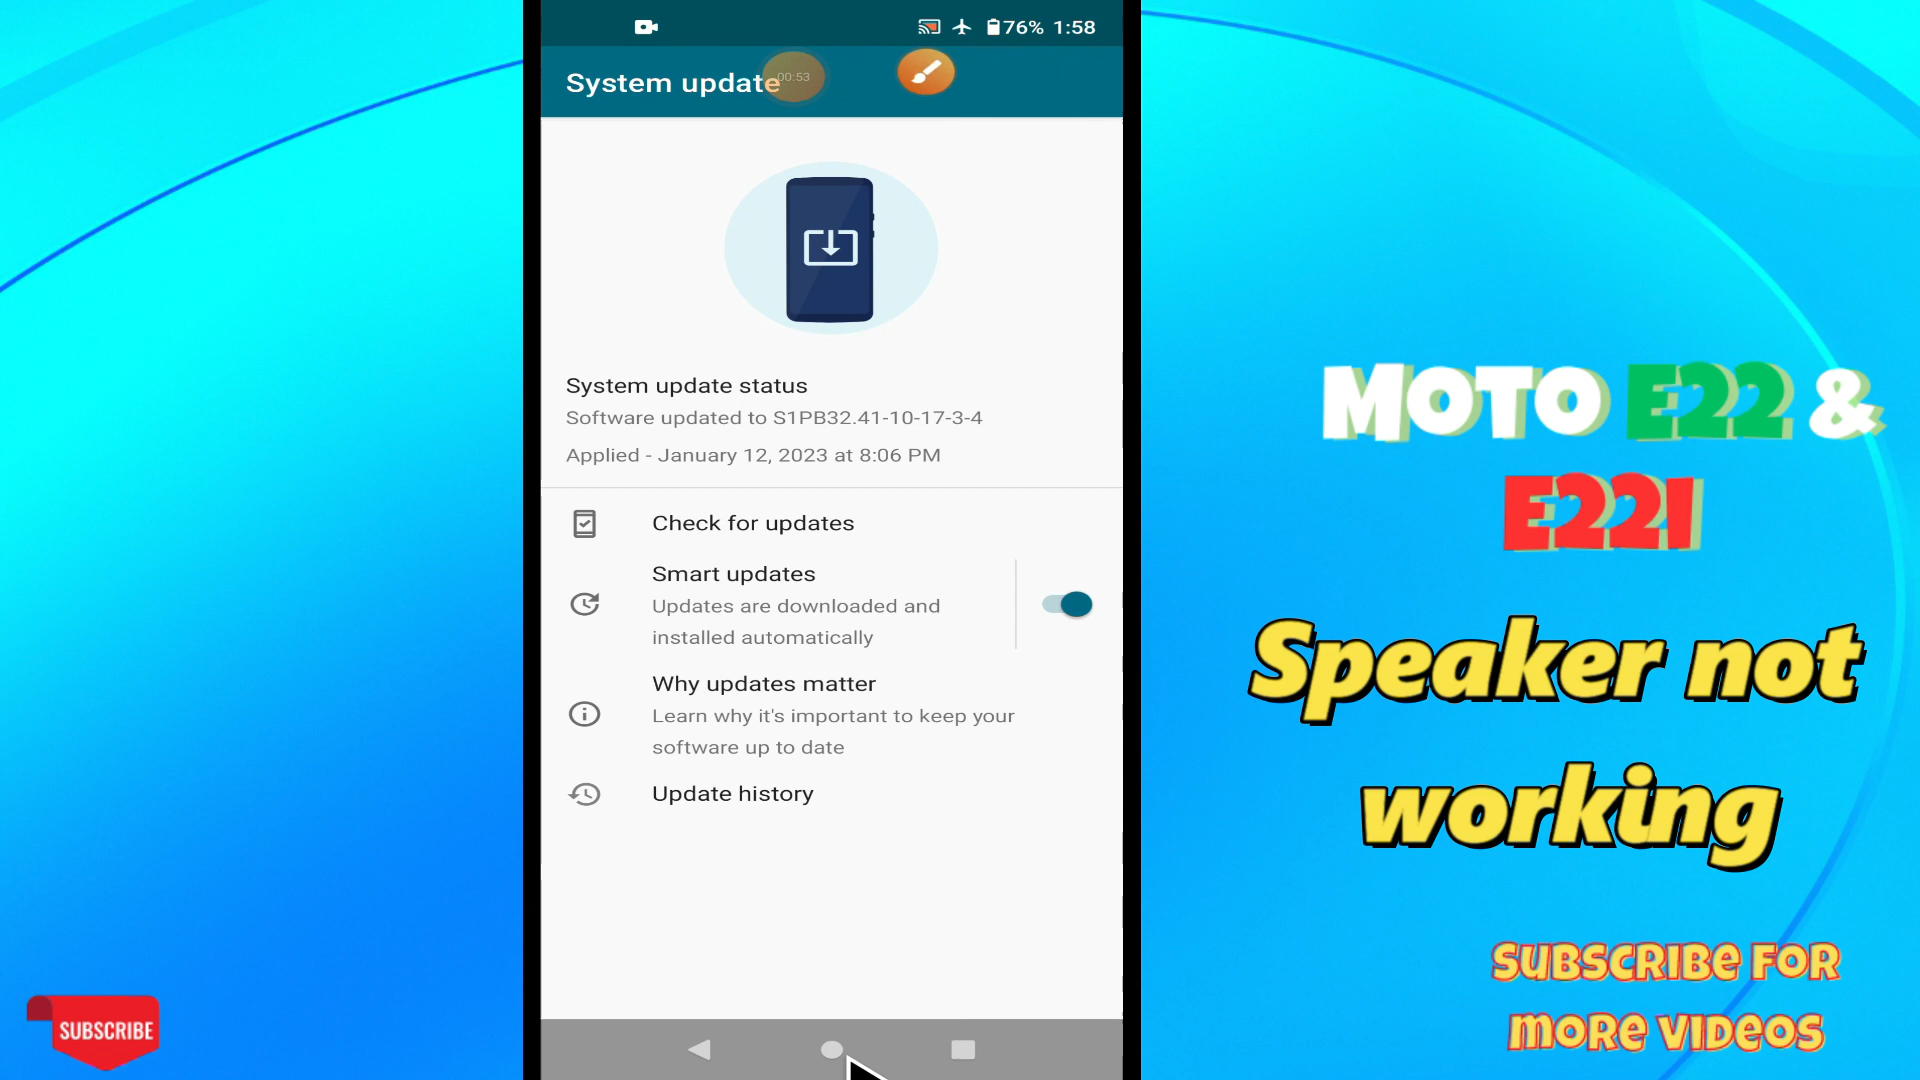 76% 1:58
System update
00:53
System update status
Software updated to S1PB32.41-10-17-3-4
Applied - January 12, 2023 at 8:06 PM
Check for updates
Smart updates
Updates are downloaded and
installed automatically
Why updates matter
Learn why it's important to keep your
software up to date
Update history
MOTO E22 &
E22I
Speaker not
working
SUBSCRIBE FOR
MORE VIDEOS
SUBSCRIBE